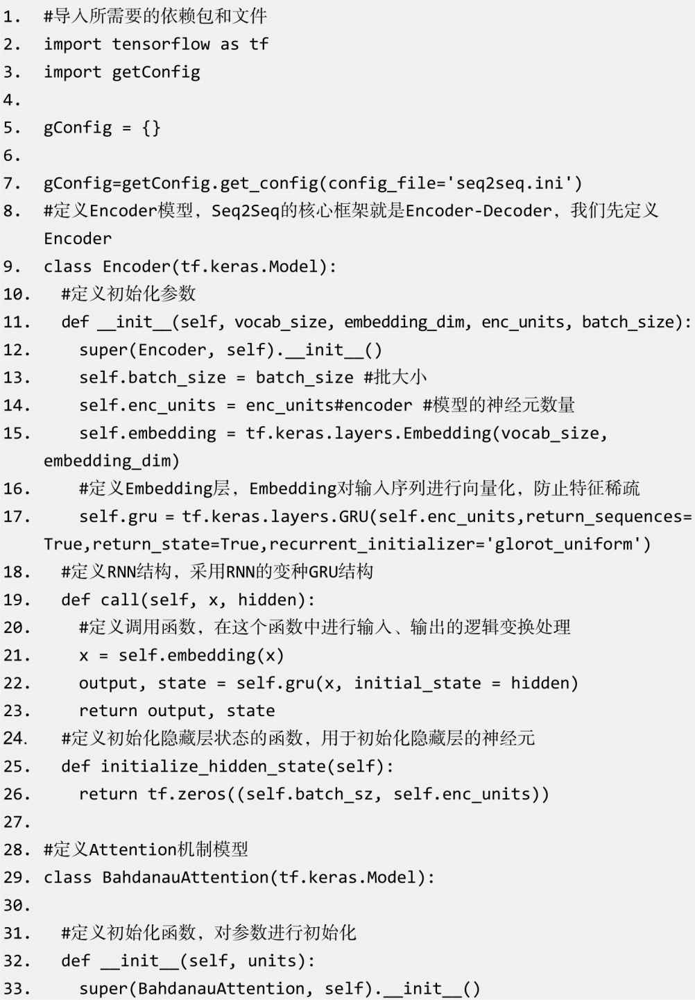 1. #导入所需要的依赖包和文件
2. import tensorflow as tf
3. import getConfig
4.
5. gConfig = {}
6.
7. gConfig=getConfig.get_config(config_file='seq2seq.ini')
8. #定义Encoder模型，Seq2Seq的核心框架就是Encoder-Decoder，我们先定义
Encoder
9. class Encoder(tf.keras.Model):
10. #定义初始化参数
11. def __init__(self, vocab_size, embedding_dim, enc_units, batch_size):
12. super(Encoder, self).__init__()
13. self.batch_size = batch_size #批大小
14. self.enc_units = enc_units#encoder #模型的神经元数量
15. self.embedding = tf.keras.layers.Embedding(vocab_size,
embedding_dim)
16. #定义Embedding层，Embedding对输入序列进行向量化，防止特征稀疏
17. self.gru = tf.keras.layers.GRU(self.enc_units,return_sequences=
True,return_state=True,recurrent_initializer='glorot_uniform')
18. #定义RNN结构，采用RNN的变种GRU结构
19. def call(self, x, hidden):
20. #定义调用函数，在这个函数中进行输入、输出的逻辑变换处理
21. x = self.embedding(x)
22. output, state = self.gru(x, initial_state = hidden)
23. return output, state
24. #定义初始化隐藏层状态的函数，用于初始化隐藏层的神经元
25. def initialize_hidden_state(self):
26. return tf.zeros((self.batch_sz, self.enc_units))
27.
28. #定义Attention机制模型
29. class BahdanauAttention(tf.keras.Model):
30.
31. #定义初始化函数，对参数进行初始化
32. def __init__(self, units):
33. super(BahdanauAttention, self).__init__()